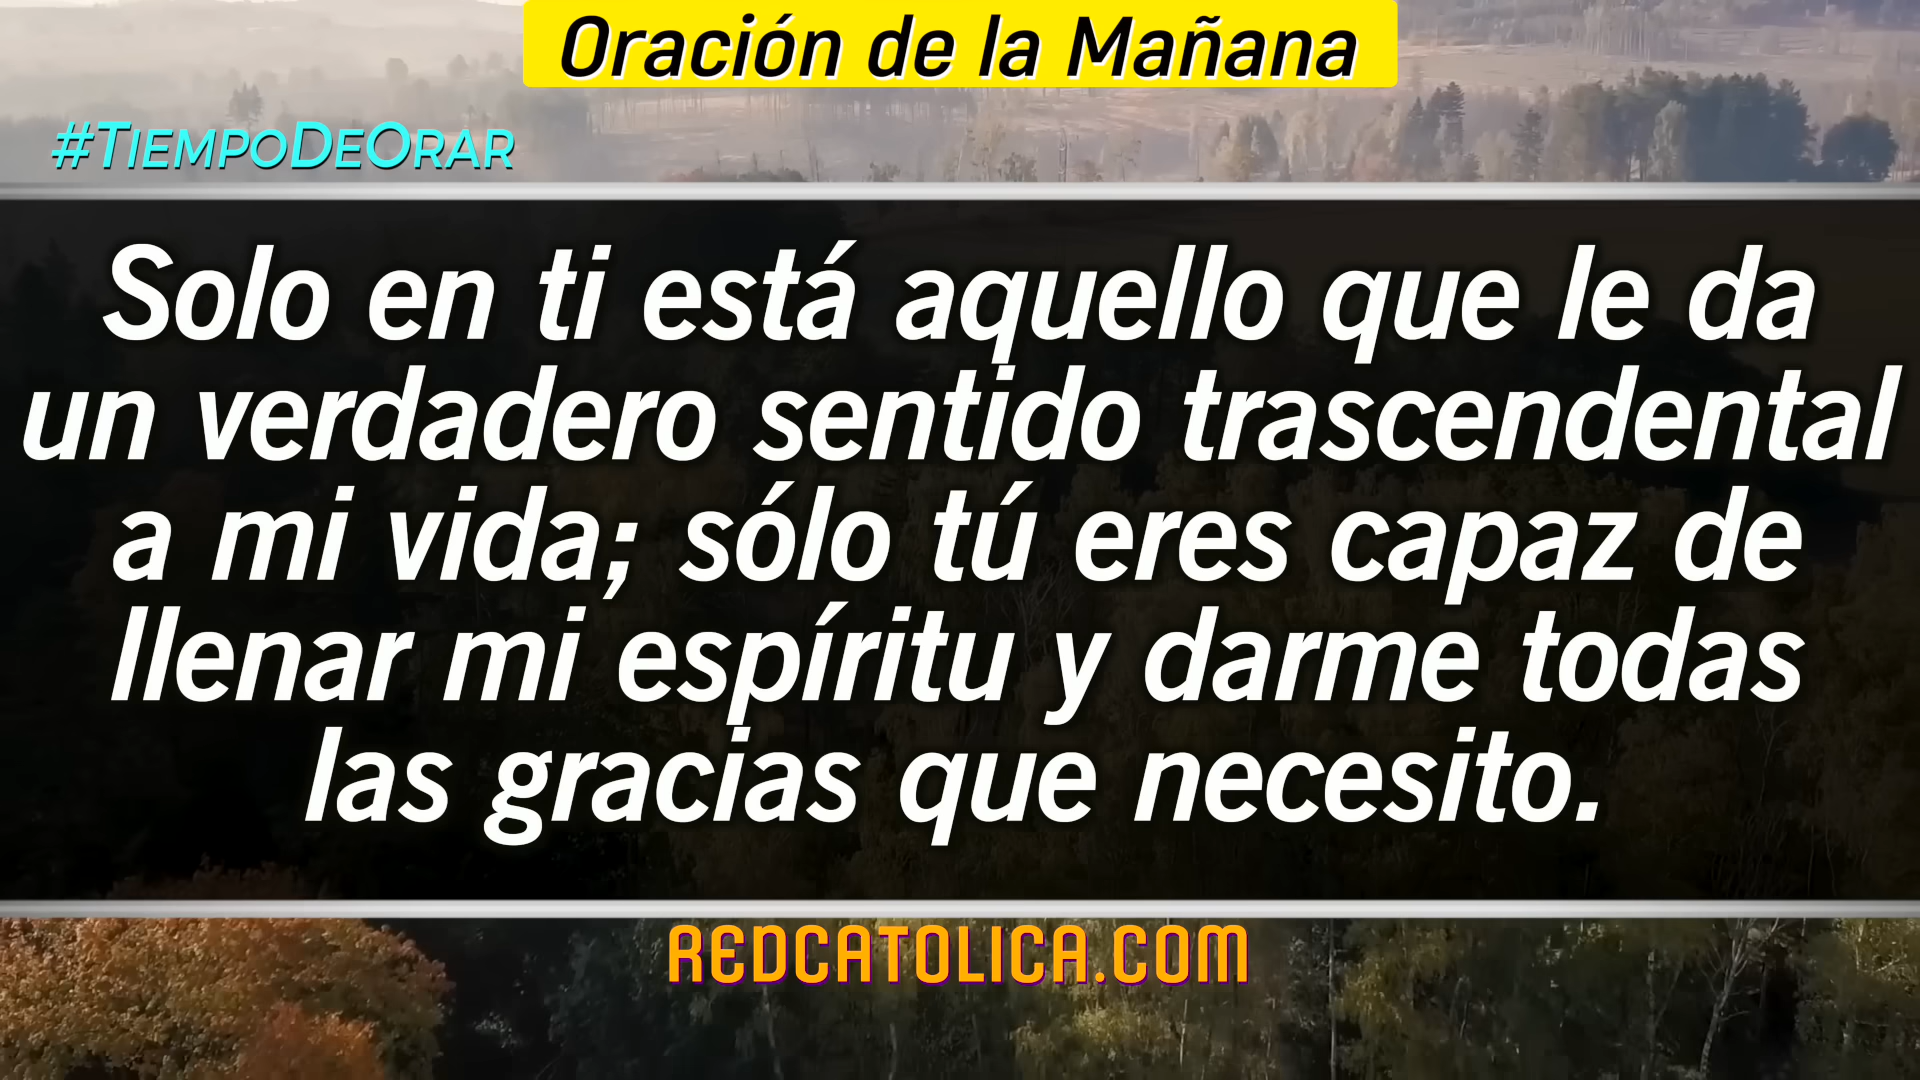 Oración de la Mañana
#TiempoDeOrar
Solo en ti está aquello que le da
un verdadero sentido trascendental
a mi vida; sólo tú eres capaz de
llenar mi espíritu y darme todas
las gracias que necesito.
REDCATOLICA.COM